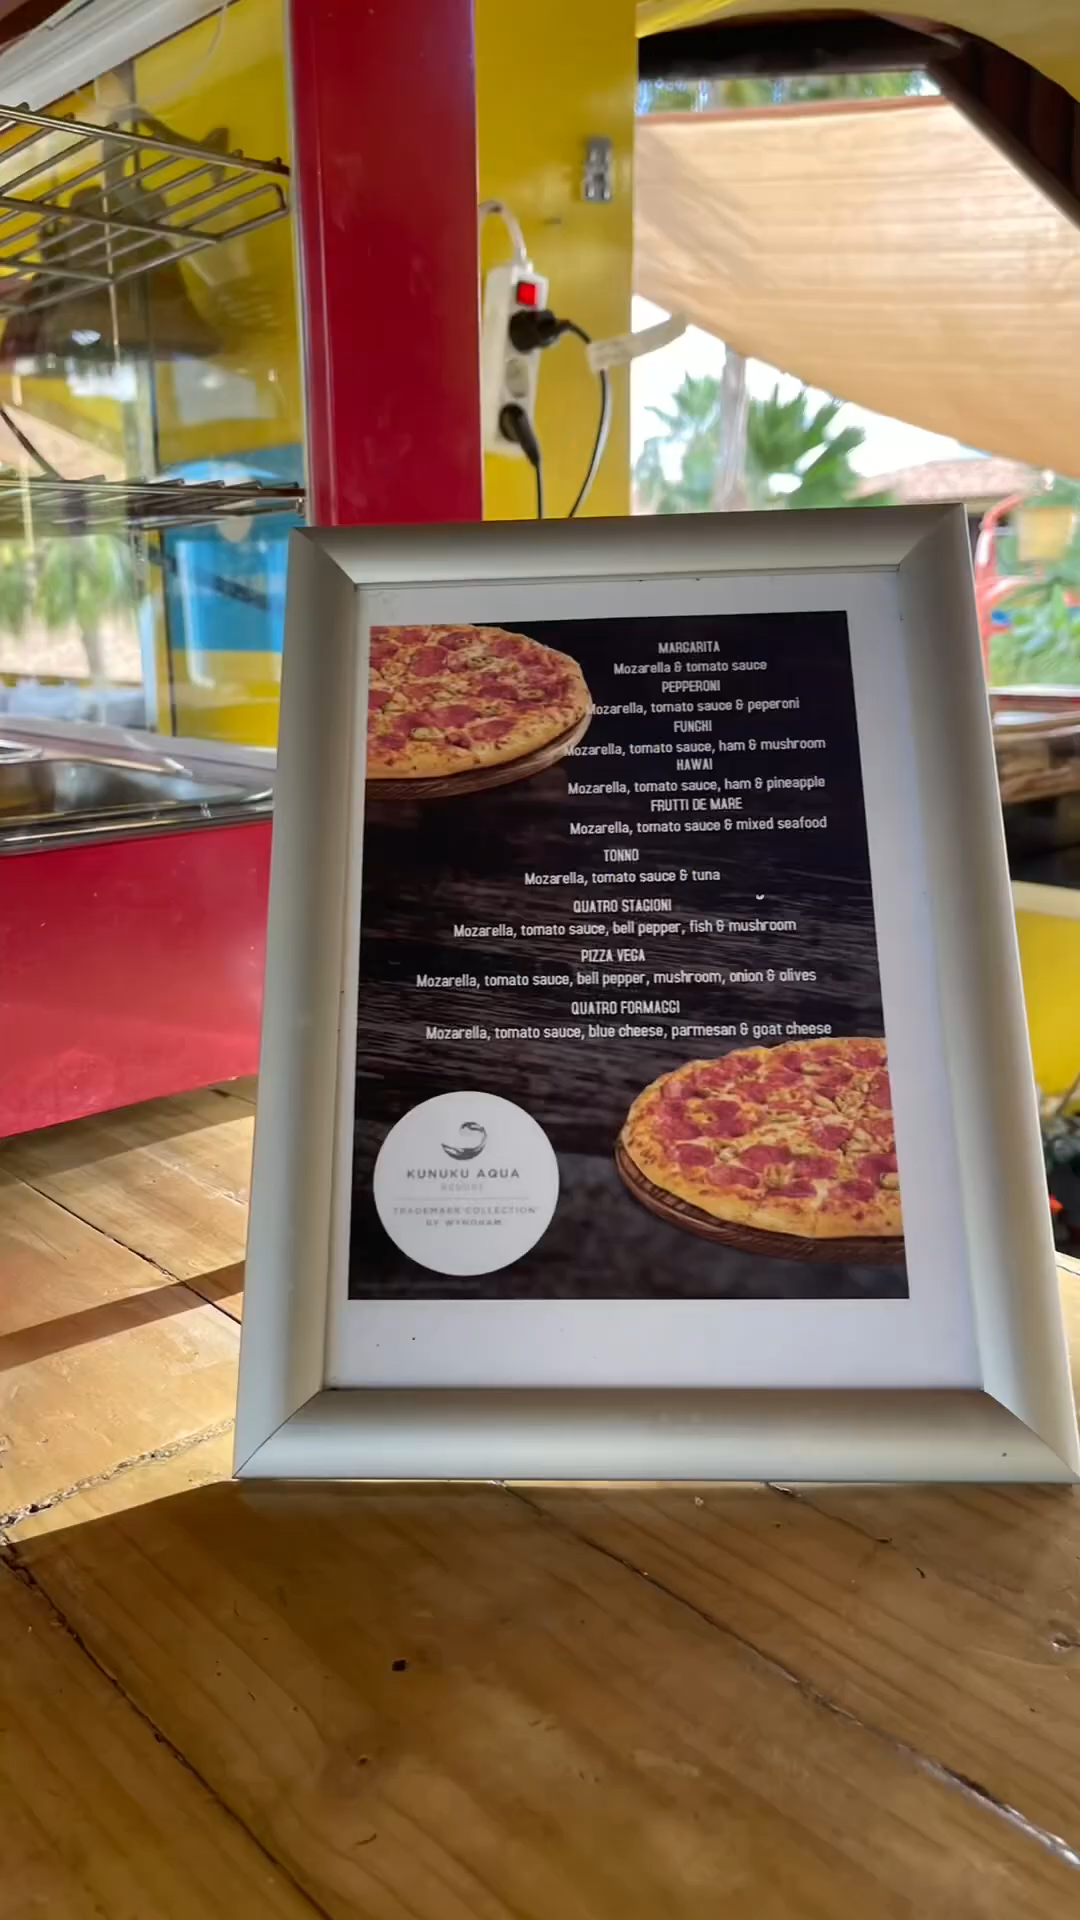 MARGARITA
Mozarella & tomato sauce
PEPPERONI
Mozarella, tomato sauce & peperoni
FUNGHI
Mozarella, tomato sauce, ham & mushroom
HAWAI
Mozarella, tomato sauce, ham & pineapple
FRUTTI DE MARE
Mozarella, tomato sauce & mixed seafood
TONNO
Mozarella, tomato sauce & tuna
QUATRO STAGIONI
Mozarella, tomato sauce, bell pepper, fish & mushroom
PIZZA VEGA
Mozarella, tomato sauce, bell pepper, mushroom, onion & olives
QUATRO FORMAGGI
Mozarella, tomato sauce, blue cheese, parmesan & goat cheese
KUNUKU AQUA
RESORT
TRADEMARK COLLECTION
BY WYNDHAM